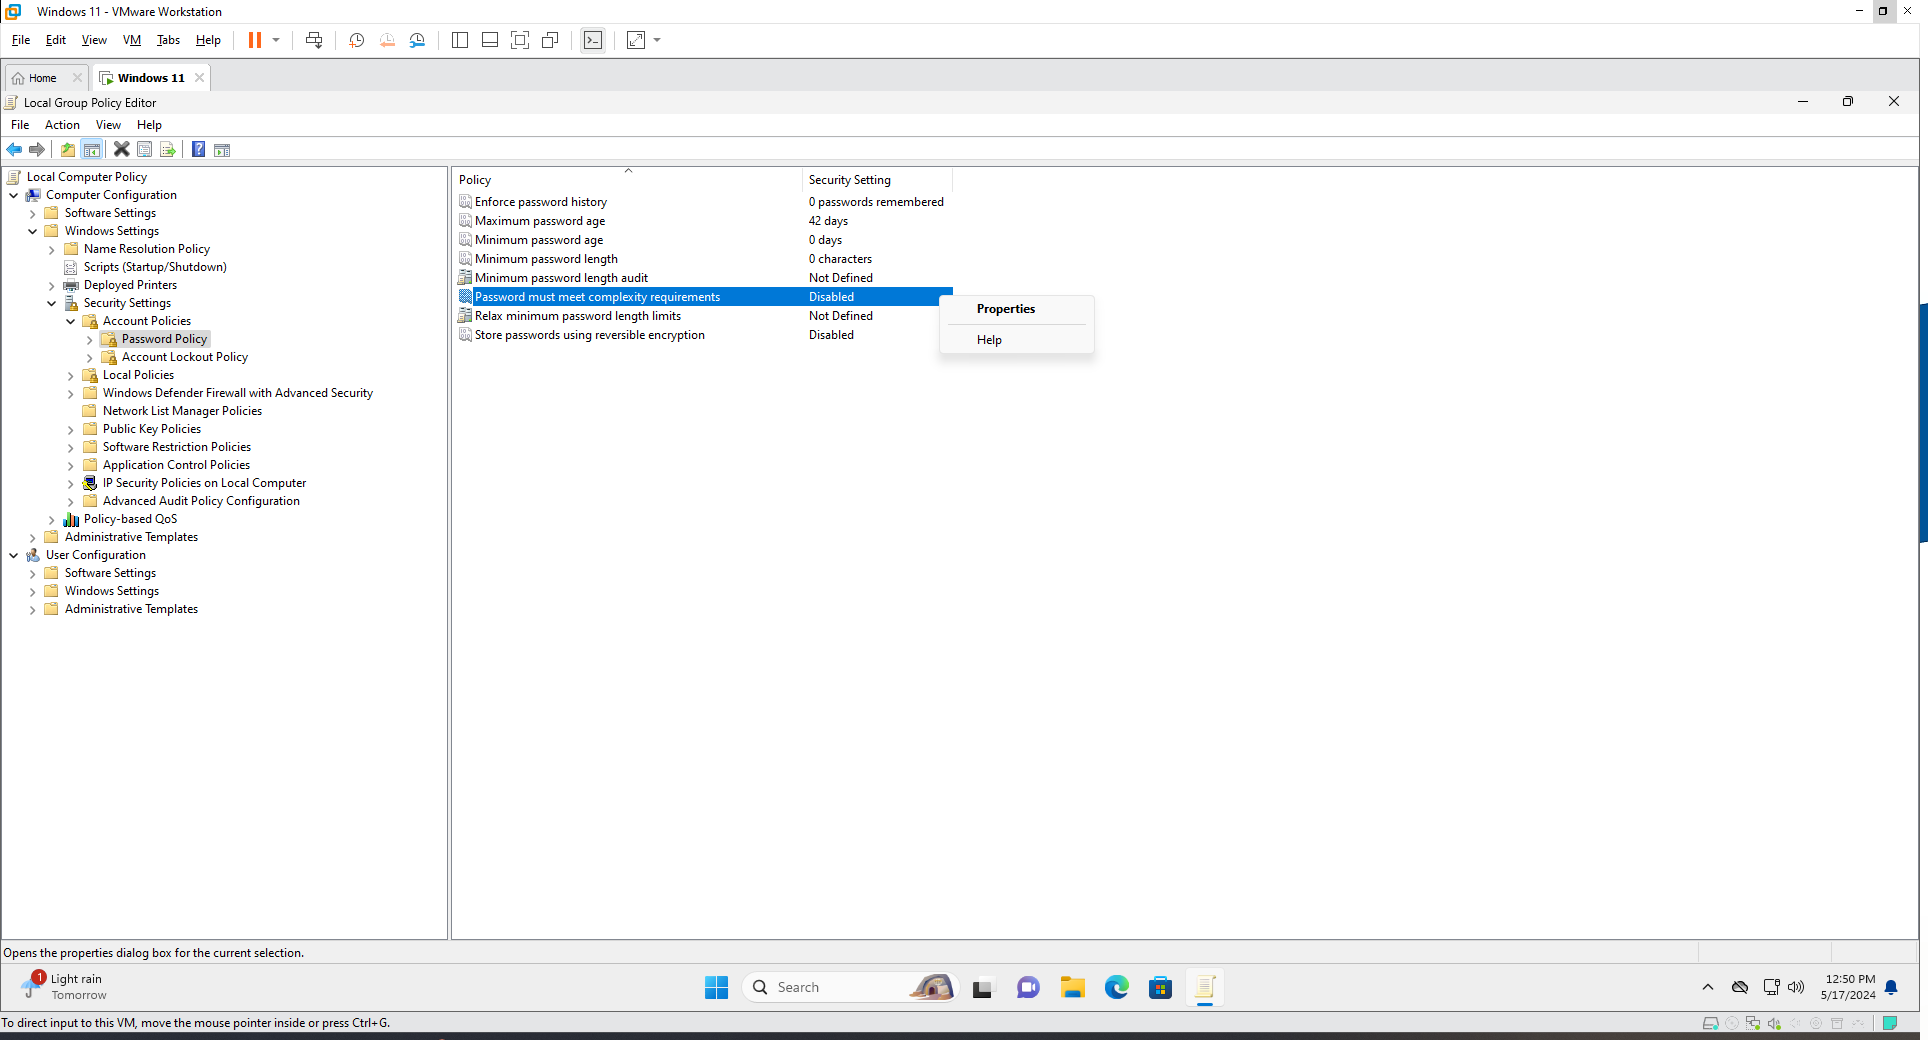 Windows 11 - VMware Workstation
File Edit View VM Tabs Help
Home Windows 11
Local Group Policy Editor
File Action View Help
Local Computer Policy
Computer Configuration
Software Settings
Windows Settings
Name Resolution Policy
Scripts (Startup/Shutdown)
Deployed Printers
Security Settings
Account Policies
Password Policy
Account Lockout Policy
Local Policies
Windows Defender Firewall with Advanced Security
Network List Manager Policies
Public Key Policies
Software Restriction Policies
Application Control Policies
IP Security Policies on Local Computer
Advanced Audit Policy Configuration
Policy-based QoS
Administrative Templates
User Configuration
Software Settings
Windows Settings
Administrative Templates
Policy Security Setting
Enforce password history 0 passwords remembered
Maximum password age 42 days
Minimum password age 0 days
Minimum password length 0 characters
Minimum password length audit Not Defined
Password must meet complexity requirements Disabled
Relax minimum password length limits Not Defined
Store passwords using reversible encryption Disabled
Properties
Help
Opens the properties dialog box for the current selection.
1
Light rain
Tomorrow
Search
12:50 PM
5/17/2024
To direct input to this VM, move the mouse pointer inside or press Ctrl+G.